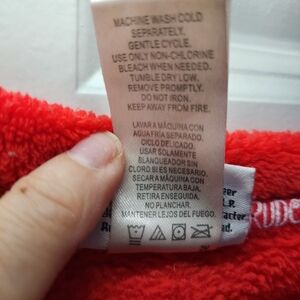 MACHINE WASH COLD
SEPARATELY.
GENTLE CYCLE.
USE ONLY NON-CHLORINE
BLEACH WHEN NEEDED.
TUMBLE DRY LOW.
REMOVE PROMPTLY.
DO NOT IRON.
KEEP AWAY FROM FIRE.
LAVAR A MÁQUINA CON
AGUA FRÍA SEPARADO.
CICLO DELICADO.
USAR SOLAMENTE
BLANQUEADOR SIN
CLORO SI ES NECESARIO.
SECAR A MÁQUINA CON
TEMPERATURA BAJA.
RETIRA ENSEGUIDA.
NO PLANCHAR.
MANTENER LEJOS DEL FUEGO.
L.P.